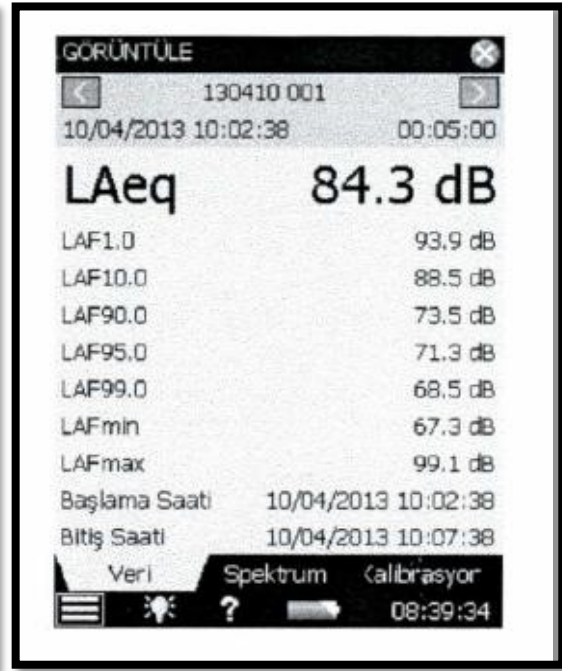 GÖRÜNTÜLE
130410 001
10/04/2013 10:02:38 00:05:00
LAeq 84.3 dB
LAF1.0 93.9 dB
LAF10.0 88.5 dB
LAF90.0 73.5 dB
LAF95.0 71.3 dB
LAF99.0 68.5 dB
LAFmin 67.3 dB
LAFmax 99.1 dB
Başlama Saati 10/04/2013 10:02:38
Bitiş Saati 10/04/2013 10:07:38
Veri Spektrum Kalibrasyon
? 08:39:34